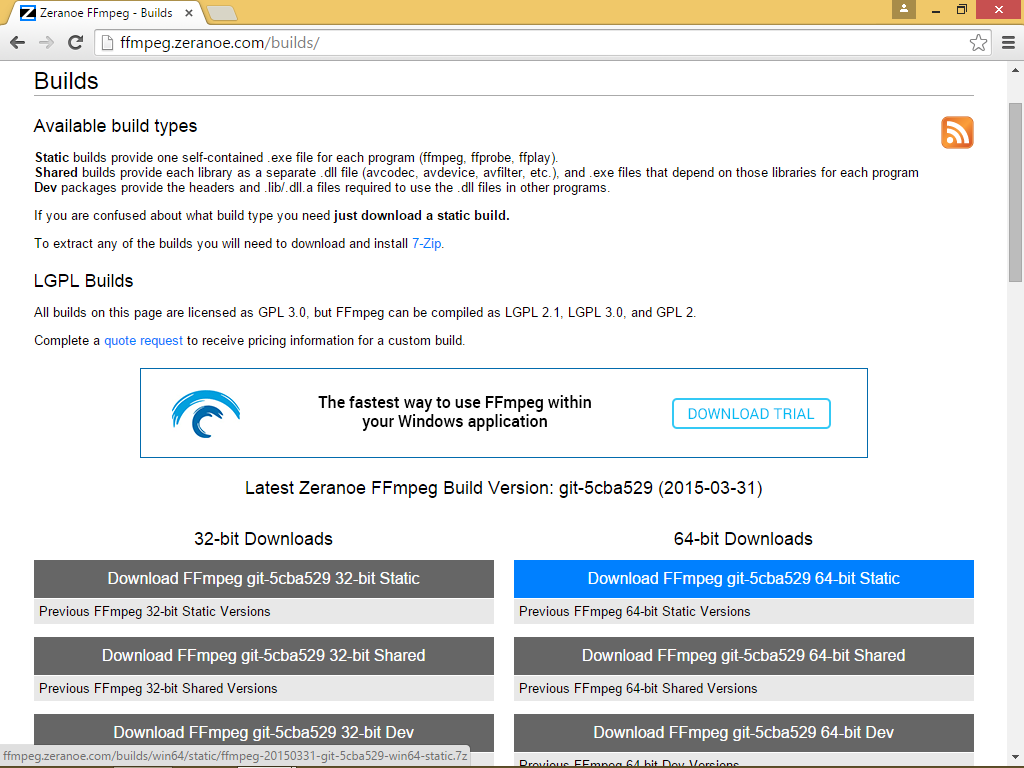 Zeranoe FFmpeg - Builds
ffmpeg.zeranoe.com/builds/
Builds
Available build types
Static builds provide one self-contained .exe file for each program (ffmpeg, ffprobe, ffplay).
Shared builds provide each library as a separate .dll file (avcodec, avdevice, avfilter, etc.), and .exe files that depend on those libraries for each program
Dev packages provide the headers and .lib/.dll.a files required to use the .dll files in other programs.
If you are confused about what build type you need just download a static build.
To extract any of the builds you will need to download and install 7-Zip.
LGPL Builds
All builds on this page are licensed as GPL 3.0, but FFmpeg can be compiled as LGPL 2.1, LGPL 3.0, and GPL 2.
Complete a quote request to receive pricing information for a custom build.
The fastest way to use FFmpeg within
your Windows application
DOWNLOAD TRIAL
Latest Zeranoe FFmpeg Build Version: git-5cba529 (2015-03-31)
32-bit Downloads
Download FFmpeg git-5cba529 32-bit Static
Previous FFmpeg 32-bit Static Versions
Download FFmpeg git-5cba529 32-bit Shared
Previous FFmpeg 32-bit Shared Versions
Download FFmpeg git-5cba529 32-bit Dev
64-bit Downloads
Download FFmpeg git-5cba529 64-bit Static
Previous FFmpeg 64-bit Static Versions
Download FFmpeg git-5cba529 64-bit Shared
Previous FFmpeg 64-bit Shared Versions
Download FFmpeg git-5cba529 64-bit Dev
Previous FFmpeg 64-bit Dev Versions
ffmpeg.zeranoe.com/builds/win64/static/ffmpeg-20150331-git-5cba529-win64-static.7z